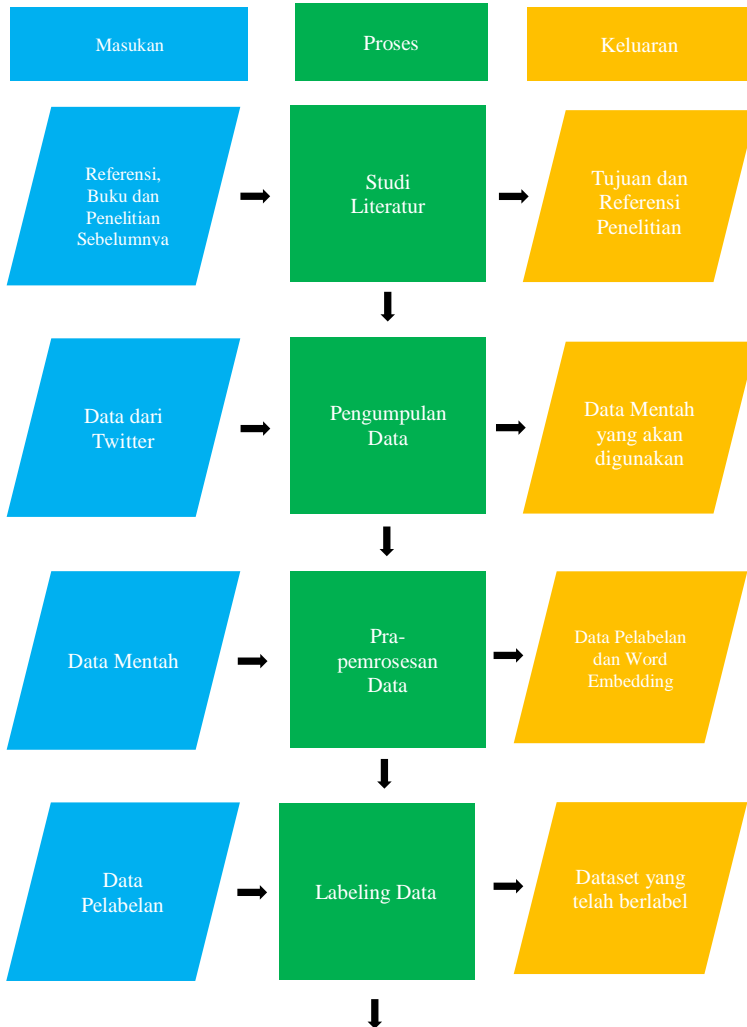 Masukan
Proses
Keluaran
Referensi,
Buku dan
Penelitian
Sebelumnya
Studi
Literatur
Tujuan dan
Referensi
Penelitian
Data dari
Twitter
Pengumpulan
Data
Data Mentah
yang akan
digunakan
Data Mentah
Pra-
pemrosesan
Data
Data Pelabelan
dan Word
Embedding
Data
Pelabelan
Labeling Data
Dataset yang
telah berlabel